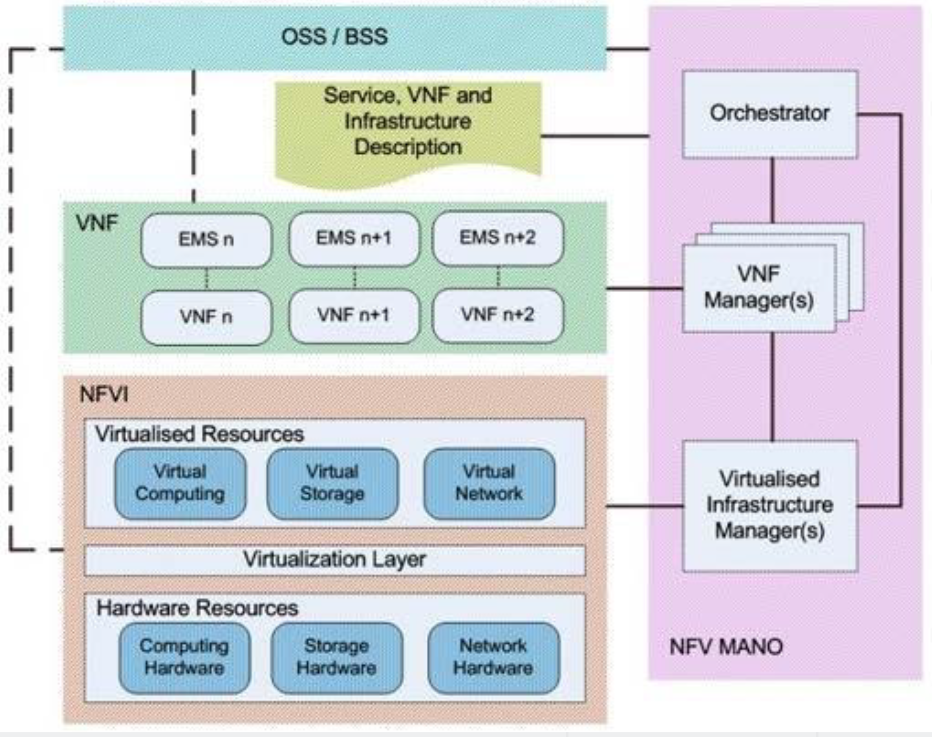 OSS / BSS
Service, VNF and
Infrastructure
Description
Orchestrator
VNF
EMS n
EMS n+1
EMS n+2
VNF n
VNF n+1
VNF n+2
VNF
Manager(s)
NFVI
Virtualised Resources
Virtual
Computing
Virtual
Storage
Virtual
Network
Virtualised
Infrastructure
Manager(s)
Virtualization Layer
Hardware Resources
Computing
Hardware
Storage
Hardware
Network
Hardware
NFV MANO